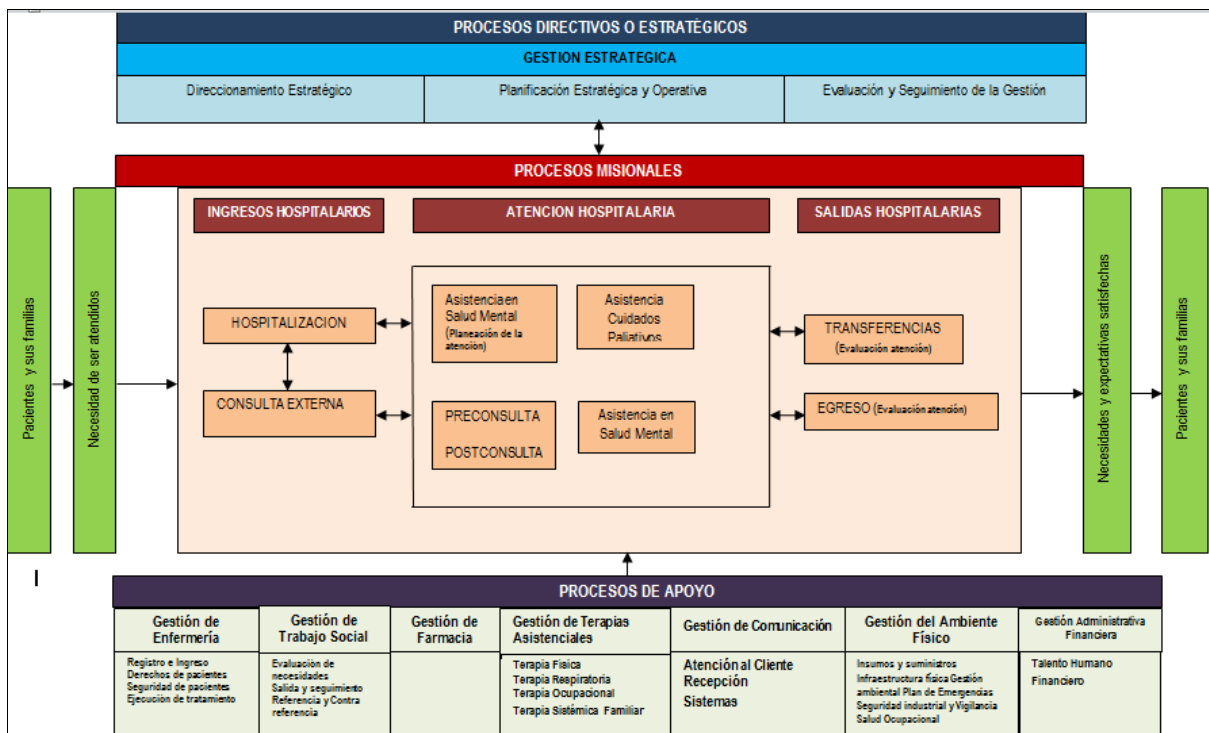 PROCESOS DIRECTIVOS O ESTRATÉGICOS
GESTION ESTRATEGICA
Direccionamiento Estratégico
Planificación Estratégica y Operativa
Evaluación y Seguimiento de la Gestión
PROCESOS MISIONALES
Pacientes y sus familias
Necesidad de ser atendidos
INGRESOS HOSPITALARIOS
ATENCION HOSPITALARIA
SALIDAS HOSPITALARIAS
HOSPITALIZACION
CONSULTA EXTERNA
Asistencia en
Salud Mental
(Planeación de la
atención)
Asistencia
Cuidados
Paliativos
PRECONSULTA
POSTCONSULTA
Asistencia en
Salud Mental
TRANSFERENCIAS
(Evaluación atención)
EGRESO (Evaluación atención)
Necesidades y expectativas satisfechas
Pacientes y sus familias
PROCESOS DE APOYO
Gestión de
Enfermería
Registro e Ingreso
Derechos de pacientes
Seguridad de pacientes
Ejecución de tratamiento
Gestión de
Trabajo Social
Evaluación de
necesidades
Salida y seguimiento
Referencia y Contra
referencia
Gestión de
Farmacia
Gestión de Terapias
Asistenciales
Terapia Física
Terapia Respiratoria
Terapia Ocupacional
Terapia Sistémica Familiar
Gestión de Comunicación
Atención al Cliente
Recepción
Sistemas
Gestión del Ambiente
Físico
Insumos y suministros
Infraestructura física Gestión
ambiental Plan de Emergencias
Seguridad industrial y Vigilancia
Salud Ocupacional
Gestión Administrativa
Financiera
Talento Humano
Financiero